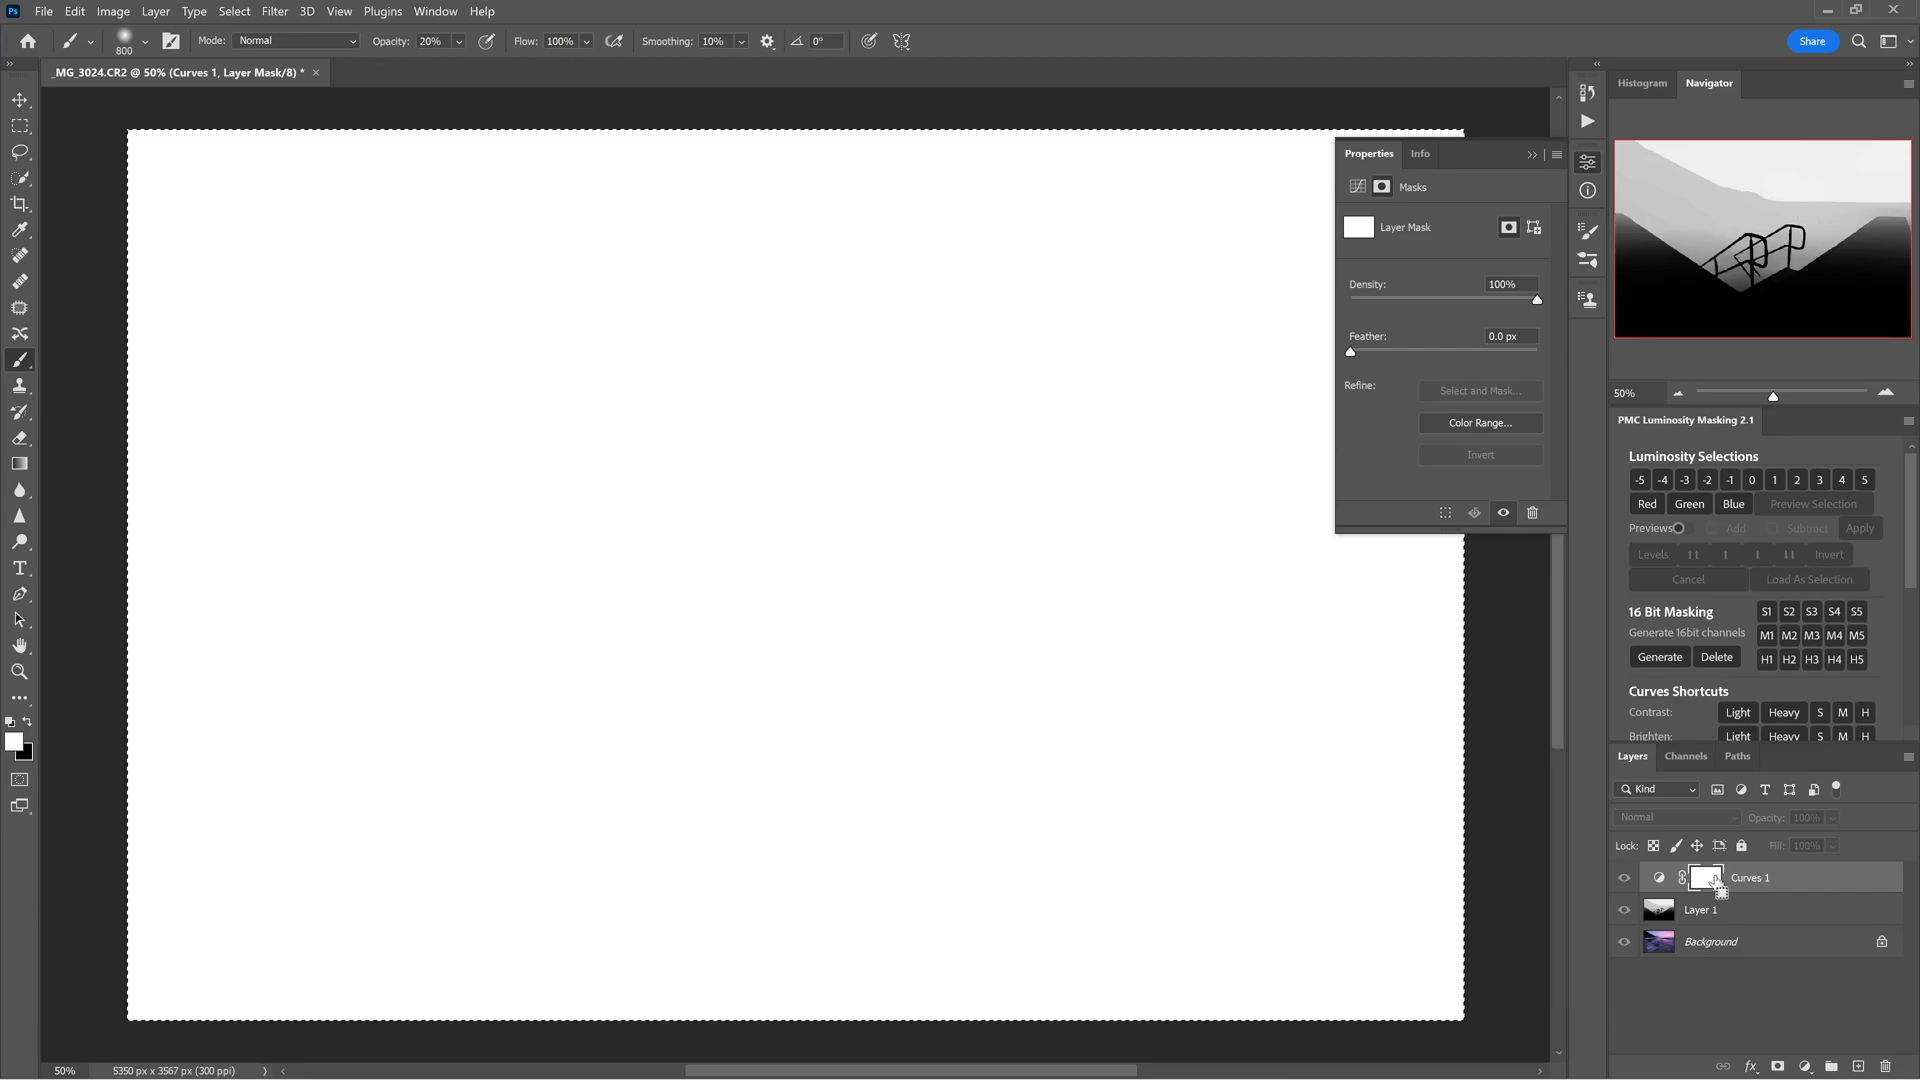 Ps File Edit Image Layer Type Select Filter 3D View Plugins Window Help
800 Mode: Normal Opacity: 20% Flow: 100% Smoothing: 10% 0° Share
_MG_3024.CR2 @ 50% (Curves 1, Layer Mask/8) * ×
Histogram Navigator
Properties Info
Masks
Layer Mask
Density: 100%
Feather: 0.0 px
Refine: Select and Mask...
Color Range...
Invert
50%
PMC Luminosity Masking 2.1
Luminosity Selections
-5 -4 -3 -2 -1 0 1 2 3 4 5
Red Green Blue Preview Selection
Previews Add Subtract Apply
Levels Invert
Cancel Load As Selection
16 Bit Masking S1 S2 S3 S4 S5
Generate 16bit channels M1 M2 M3 M4 M5
Generate Delete H1 H2 H3 H4 H5
Curves Shortcuts
Contrast: Light Heavy S M H
Brighten: Light Heavy S M H
Layers Channels Paths
Kind
Normal Opacity: 100%
Lock: Fill: 100%
Curves 1
Layer 1
Background
50% 5350 px x 3567 px (300 ppi)